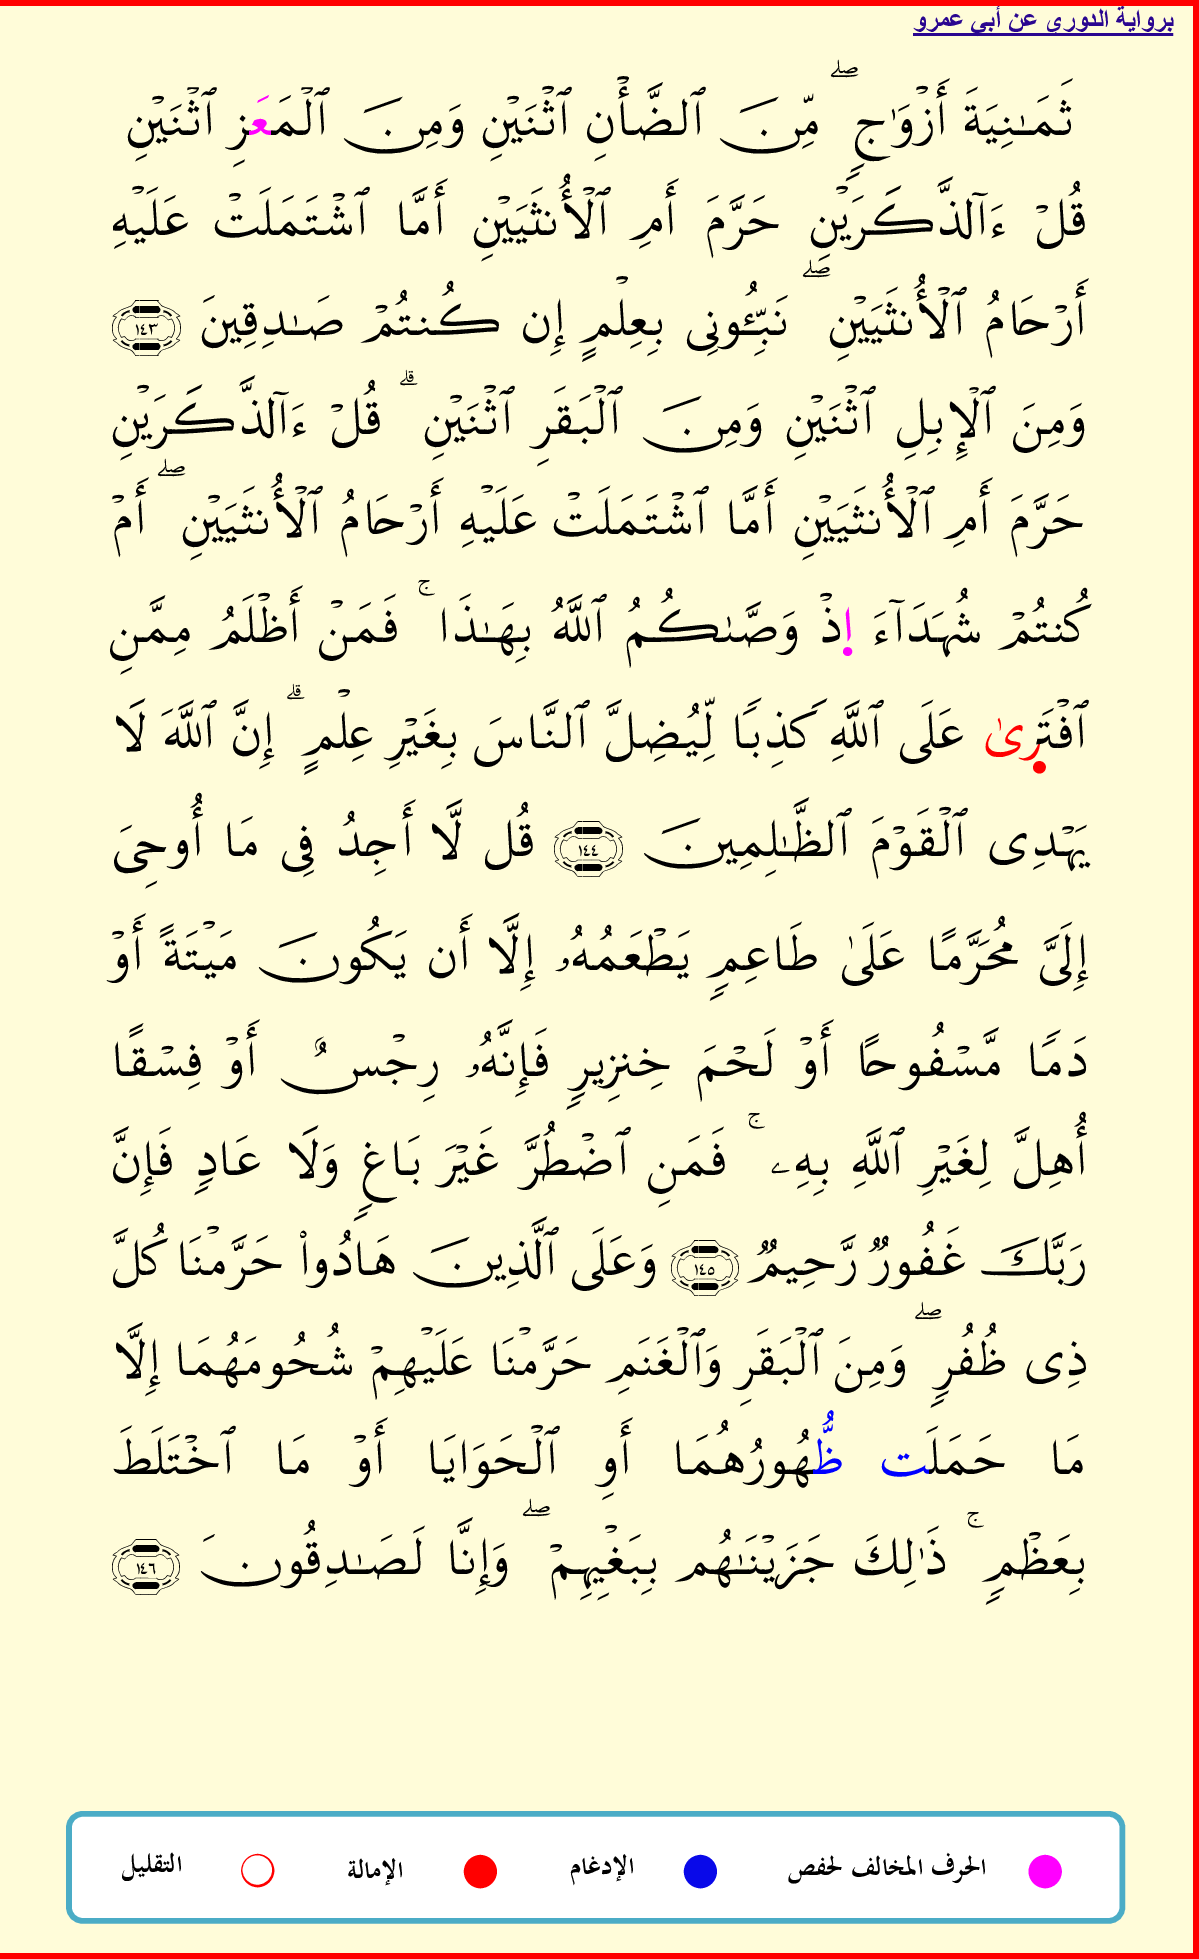 برواية الدوري عن أبي عمرو
ثَمَٰنِيَةَ أَزْوَٰجٍۖ مِّنَ ٱلضَّأْنِ ٱثْنَيْنِ وَمِنَ ٱلْمَعَزِ ٱثْنَيْنِ
قُلْ ءَآلذَّكَرَيْنِ حَرَّمَ أَمِ ٱلْأُنثَيَيْنِ أَمَّا ٱشْتَمَلَتْ عَلَيْهِ
أَرْحَامُ ٱلْأُنثَيَيْنِۖ نَبِّـُٔونِى بِعِلْمٍ إِن كُنتُمْ صَٰدِقِينَ ١٤٣
وَمِنَ ٱلْإِبِلِ ٱثْنَيْنِ وَمِنَ ٱلْبَقَرِ ٱثْنَيْنِۗ قُلْ ءَآلذَّكَرَيْنِ
حَرَّمَ أَمِ ٱلْأُنثَيَيْنِ أَمَّا ٱشْتَمَلَتْ عَلَيْهِ أَرْحَامُ ٱلْأُنثَيَيْنِۖ أَمْ
كُنتُمْ شُهَدَآءَ اِذْ وَصَّىٰكُمُ ٱللَّهُ بِهَٰذَاۚ فَمَنْ أَظْلَمُ مِمَّنِ
ٱفْتَرِىٰ عَلَى ٱللَّهِ كَذِبًا لِّيُضِلَّ ٱلنَّاسَ بِغَيْرِ عِلْمٍۗ إِنَّ ٱللَّهَ لَا
يَهْدِى ٱلْقَوْمَ ٱلظَّٰلِمِينَ ١٤٤ قُل لَّا أَجِدُ فِى مَا أُوحِىَ
إِلَىَّ مُحَرَّمًا عَلَىٰ طَاعِمٍ يَطْعَمُهُۥ إِلَّا أَن يَكُونَ مَيْتَةً أَوْ
دَمًا مَّسْفُوحًا أَوْ لَحْمَ خِنزِيرٍ فَإِنَّهُۥ رِجْسٌ أَوْ فِسْقًا
أُهِلَّ لِغَيْرِ ٱللَّهِ بِهِۦۚ فَمَنِ ٱضْطُرَّ غَيْرَ بَاغٍ وَلَا عَادٍ فَإِنَّ
رَبَّكَ غَفُورٌ رَّحِيمٌ ١٤٥ وَعَلَى ٱلَّذِينَ هَادُوا۟ حَرَّمْنَا كُلَّ
ذِى ظُفُرٍۖ وَمِنَ ٱلْبَقَرِ وَٱلْغَنَمِ حَرَّمْنَا عَلَيْهِمْ شُحُومَهُمَا إِلَّا
مَا حَمَلَت ظُّهُورُهُمَا أَوِ ٱلْحَوَايَا أَوْ مَا ٱخْتَلَطَ
بِعَظْمٍۚ ذَٰلِكَ جَزَيْنَٰهُم بِبَغْيِهِمْۖ وَإِنَّا لَصَٰدِقُونَ ١٤٦
الحرف المخالف لحفص الإدغام الإمالة التقليل